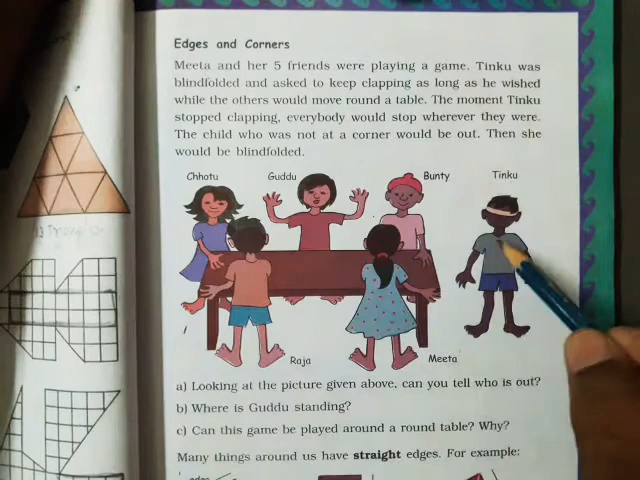 Edges and Corners
Meeta and her 5 friends were playing a game. Tinku was
blindfolded and asked to keep clapping as long as he wished
while the others would move round a table. The moment Tinku
stopped clapping, everybody would stop wherever they were.
The child who was not at a corner would be out. Then she
would be blindfolded.
Chhotu Guddu Bunty Tinku
Raja Meeta
a) Looking at the picture given above, can you tell who is out?
b) Where is Guddu standing?
c) Can this game be played around a round table? Why?
Many things around us have straight edges. For example: